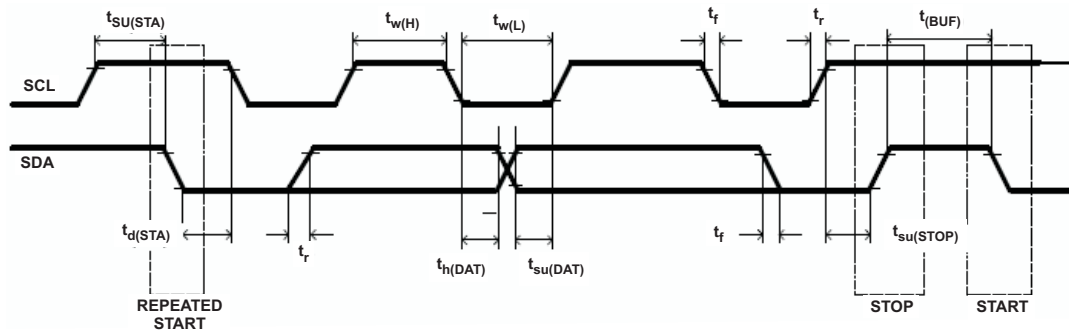 tSU(STA)
tw(H)
tw(L)
tf
tr
t(BUF)
SCL
SDA
td(STA)
tr
th(DAT)
tsu(DAT)
tf
tsu(STOP)
REPEATED
START
STOP
START